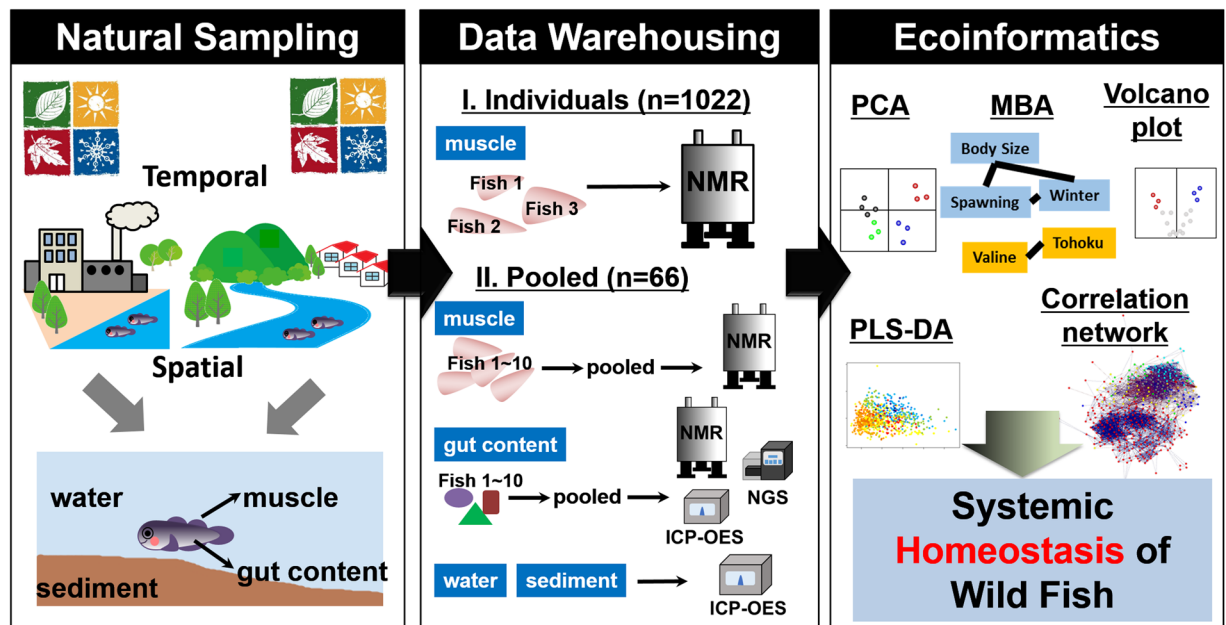 Natural Sampling
Temporal
Spatial
water
muscle
gut content
sediment
Data Warehousing
I. Individuals (n=1022)
muscle
Fish 1
Fish 3
Fish 2
NMR
II. Pooled (n=66)
muscle
Fish 1~10
pooled
NMR
gut content
Fish 1~10
pooled
NMR
NGS
ICP-OES
water
sediment
ICP-OES
Ecoinformatics
PCA
MBA
Volcano
plot
Body Size
Spawning
Winter
Valine
Tohoku
PLS-DA
Correlation
network
Systemic
Homeostasis of
Wild Fish